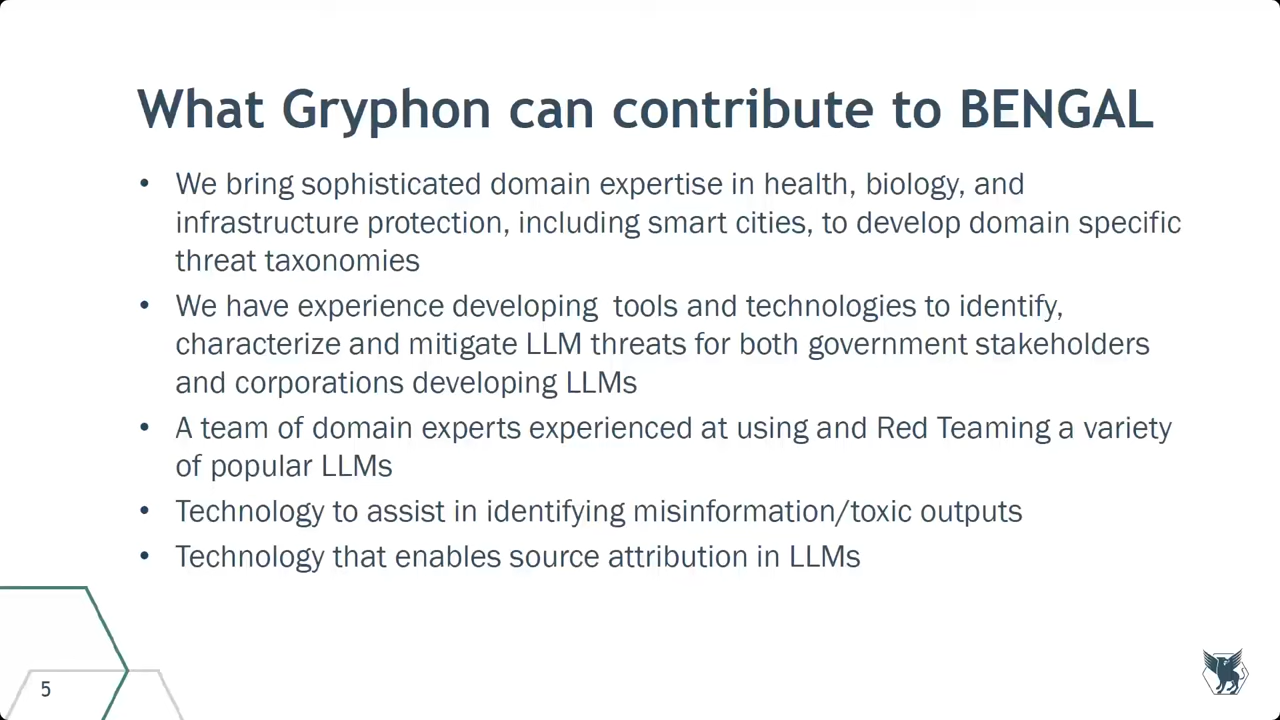 What Gryphon can contribute to BENGAL
• We bring sophisticated domain expertise in health, biology, and
infrastructure protection, including smart cities, to develop domain specific
threat taxonomies
• We have experience developing  tools and technologies to identify,
characterize and mitigate LLM threats for both government stakeholders
and corporations developing LLMs
• A team of domain experts experienced at using and Red Teaming a variety
of popular LLMs
• Technology to assist in identifying misinformation/toxic outputs
• Technology that enables source attribution in LLMs
5